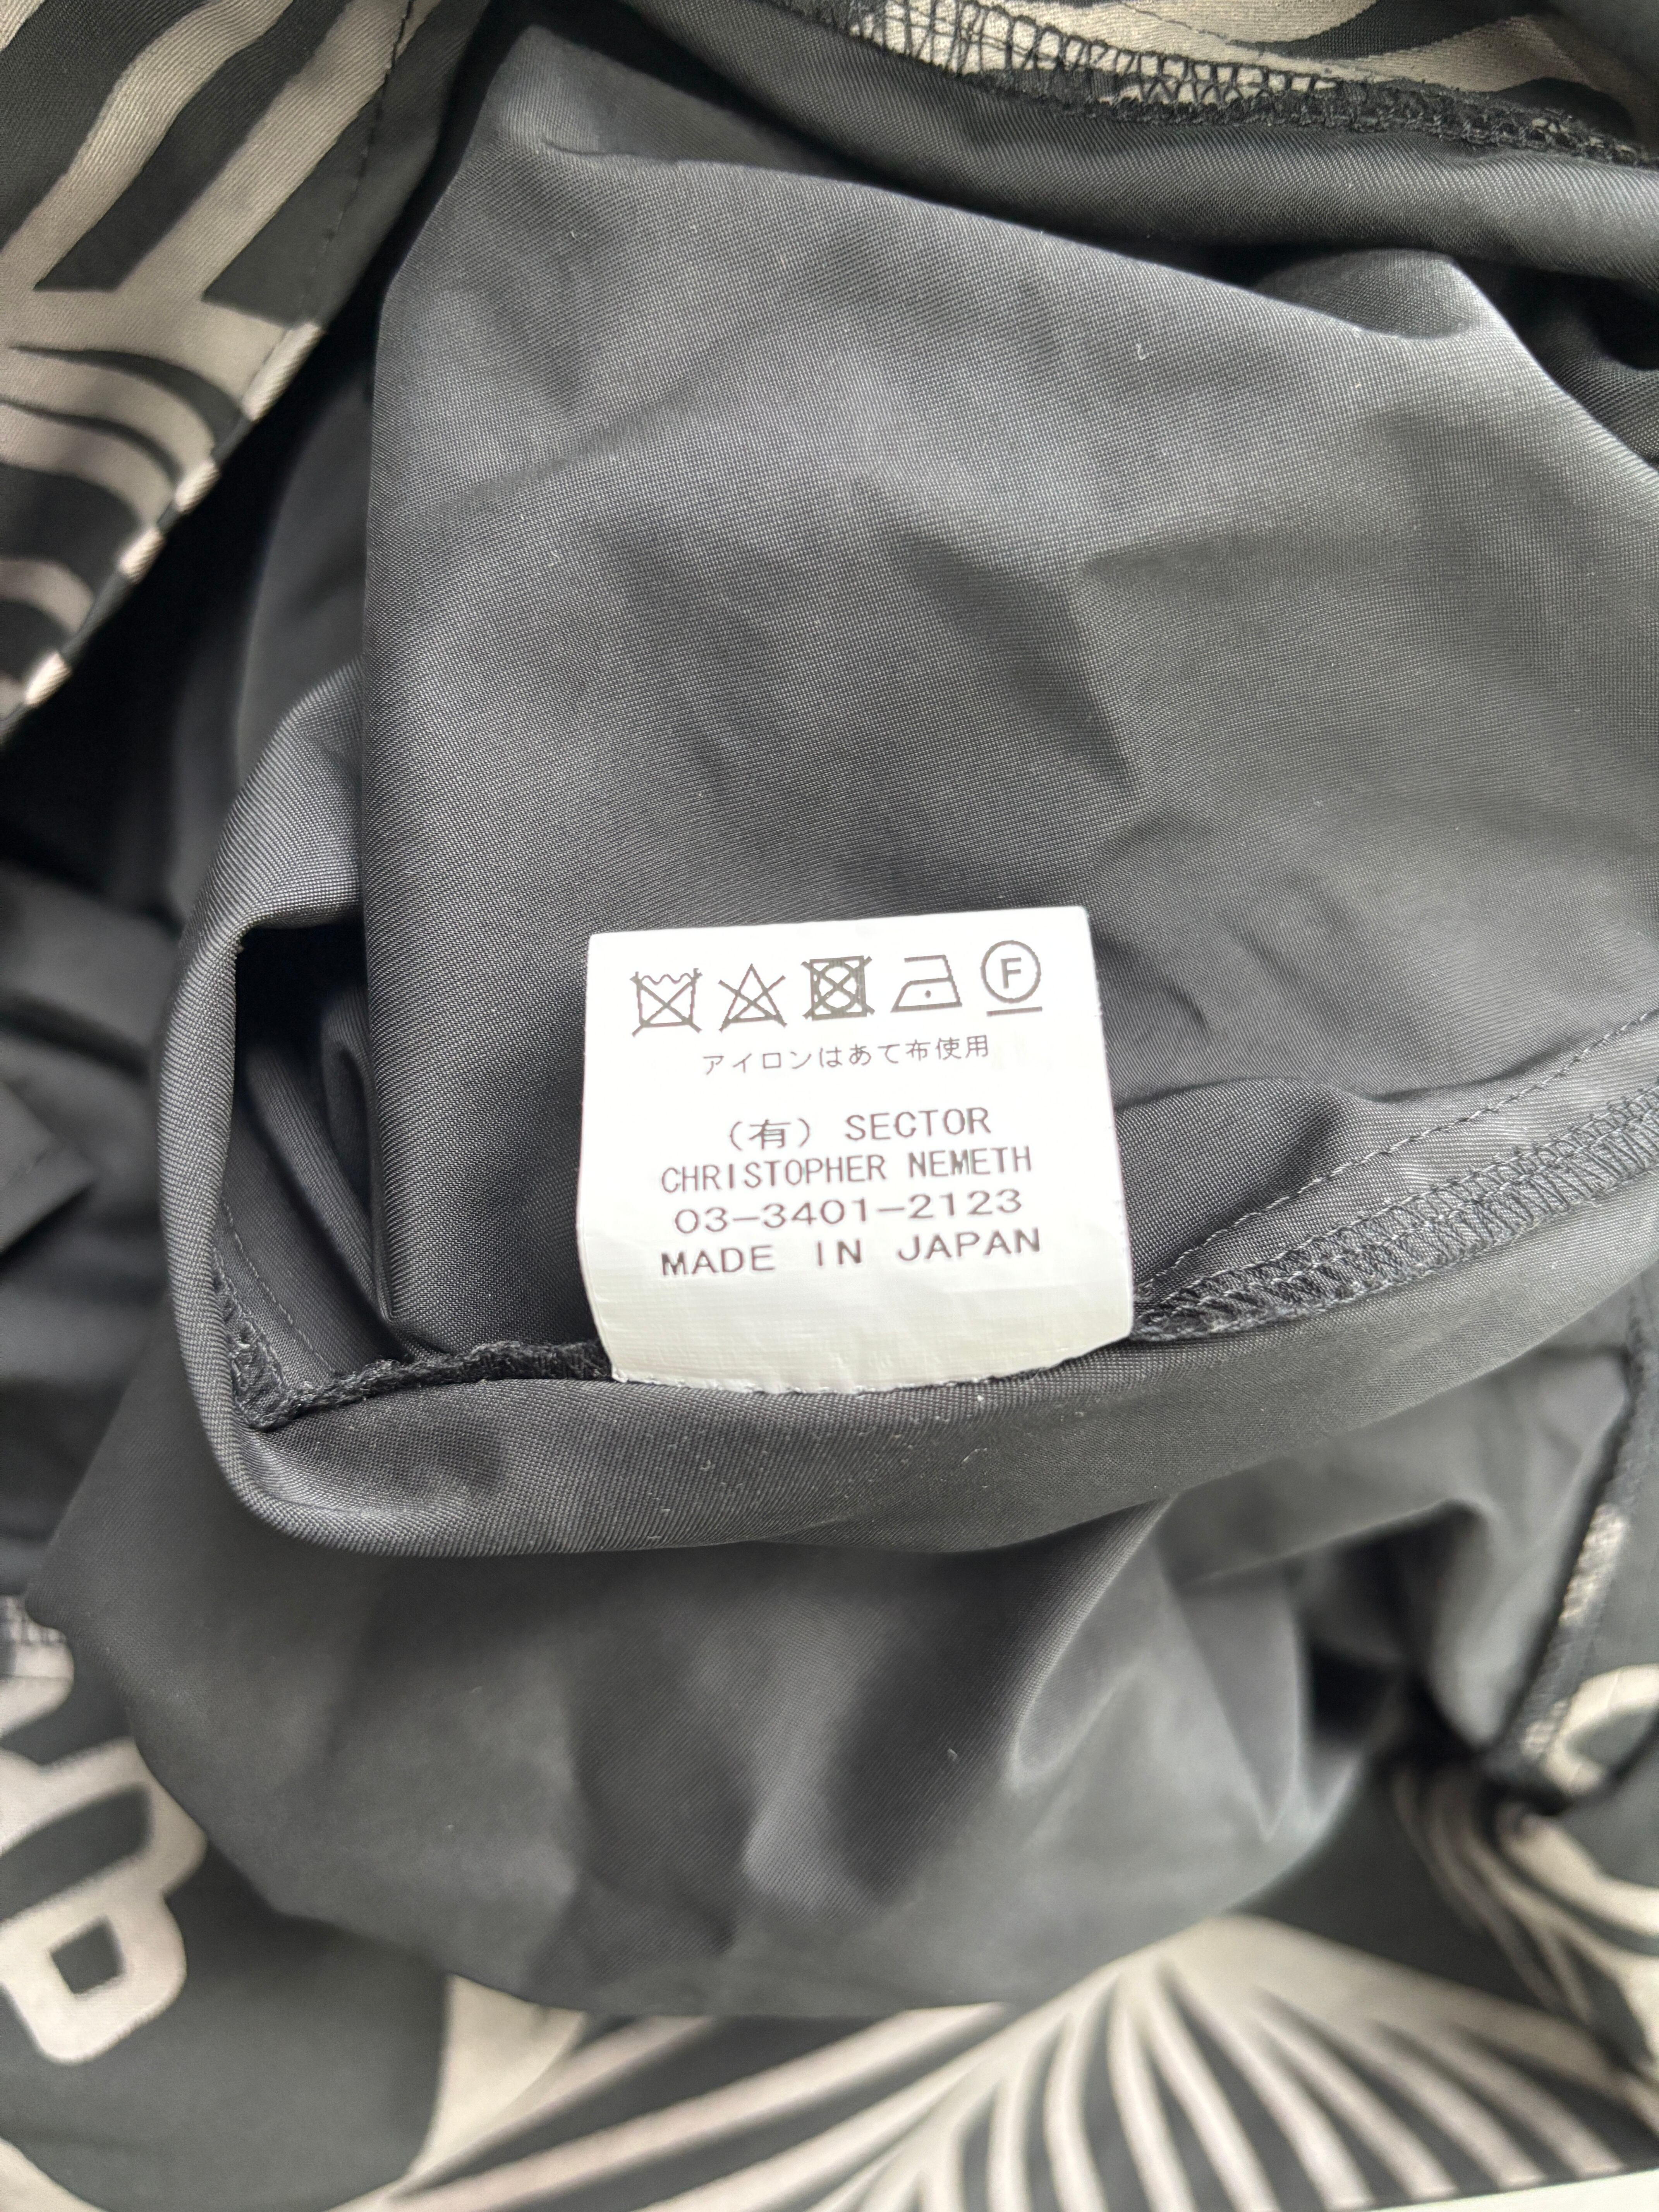 F
アイロンはあて布使用
（有） SECTOR
CHRISTOPHER NEMETH
03-3401-2123
MADE IN JAPAN